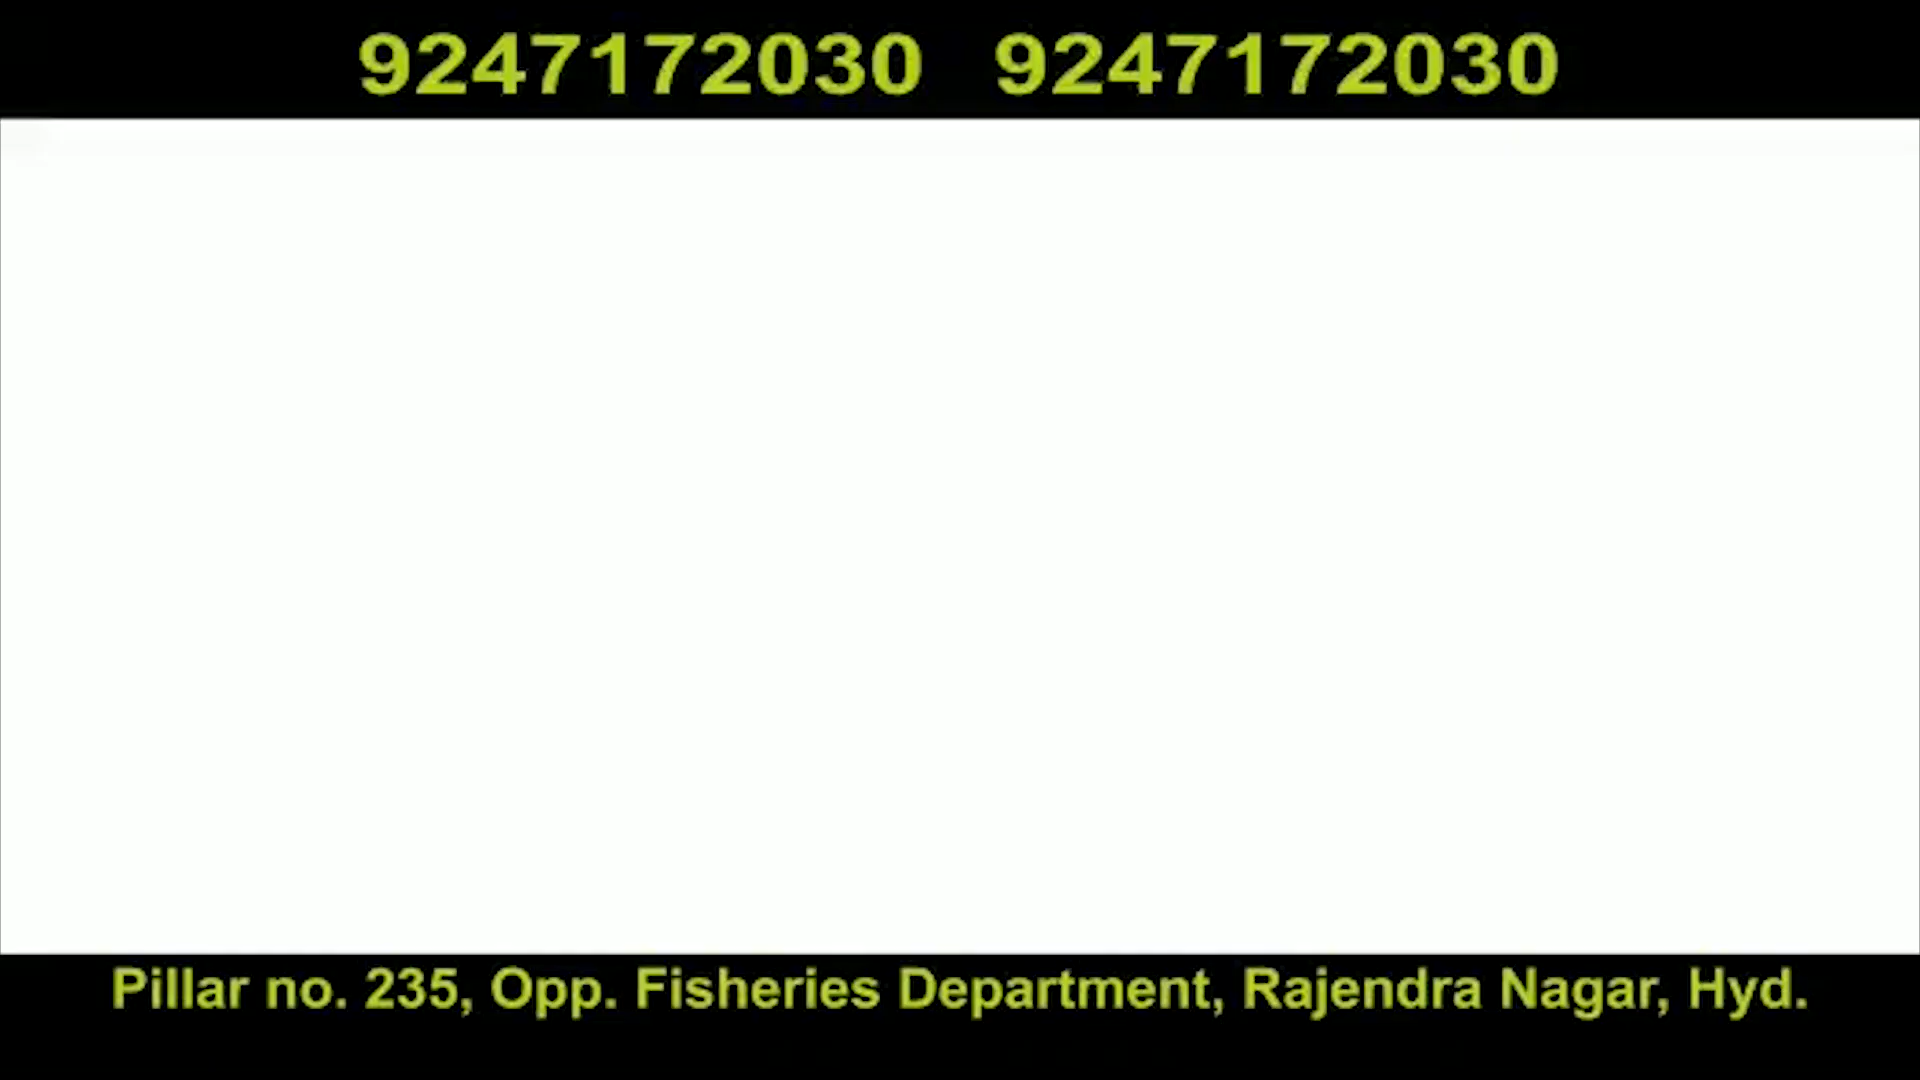 9247172030 9247172030
Pillar no. 235, Opp. Fisheries Department, Rajendra Nagar, Hyd.